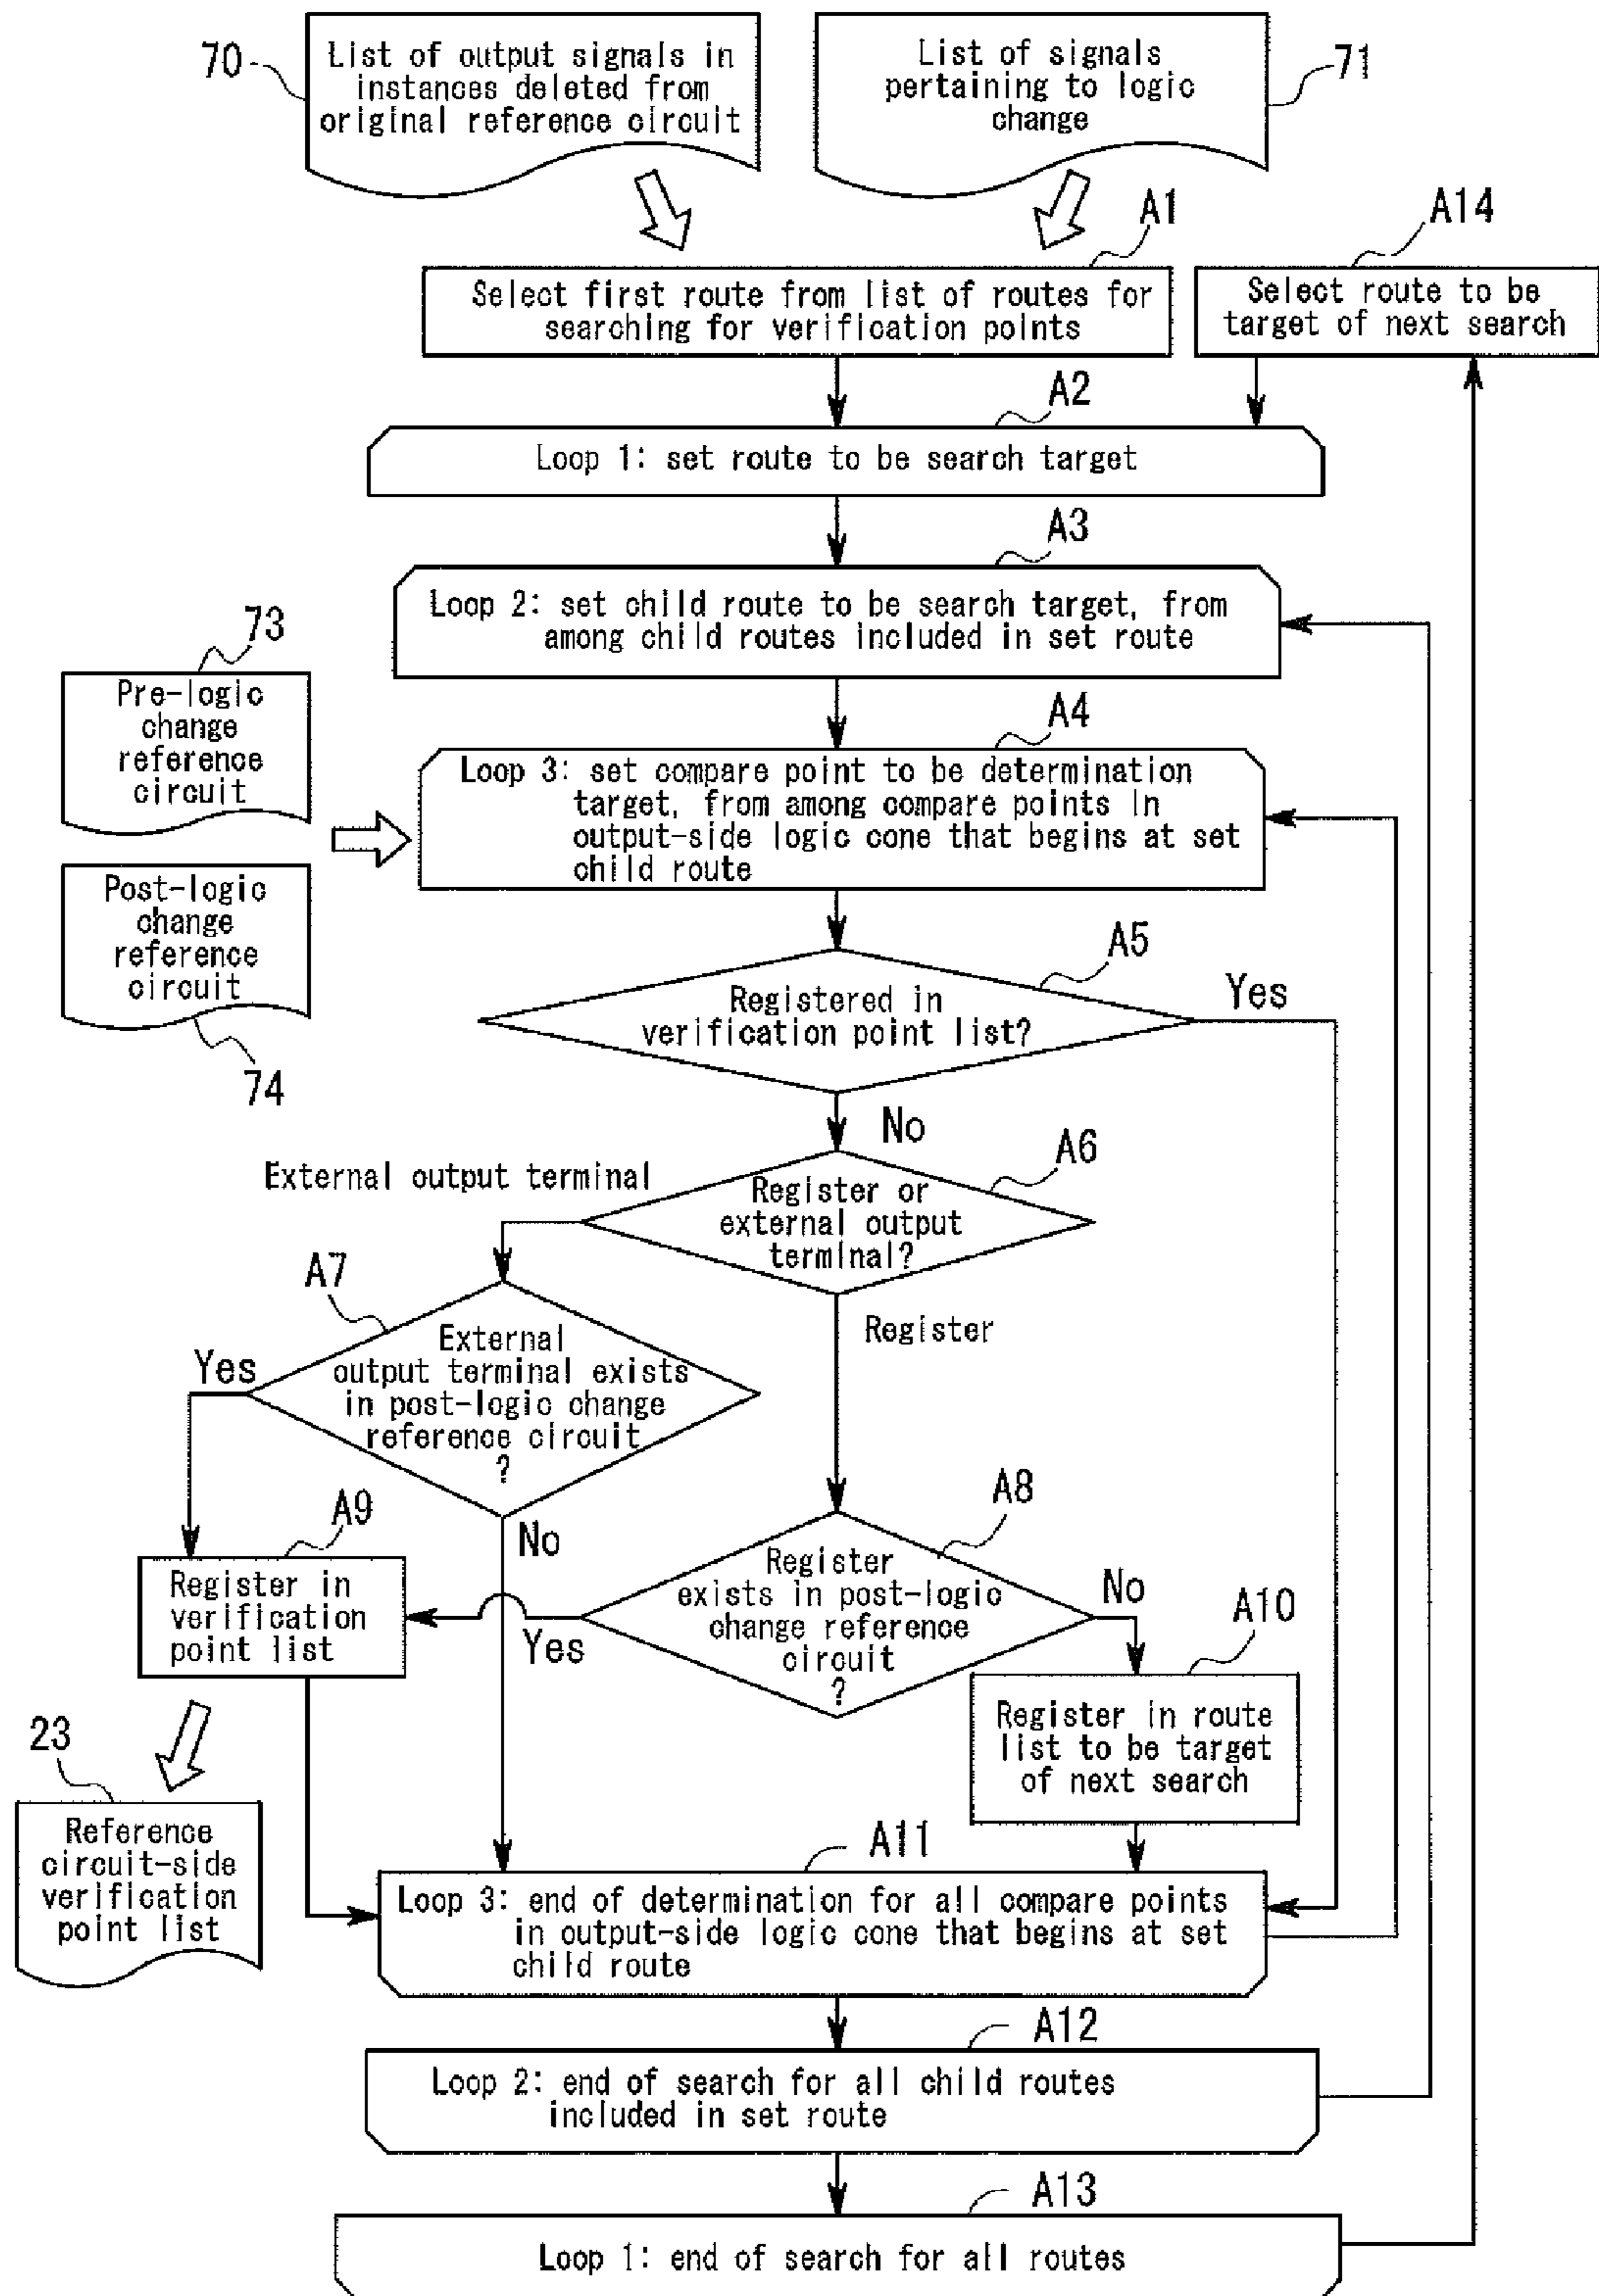 70
List of output signals in
instances deleted from
original reference circuit
List of signals
pertaining to logic
change
71
A1
Select first route from list of routes for
searching for verification points
A14
Select route to be
target of next search
A2
Loop 1: set route to be search target
A3
Loop 2: set child route to be search target, from
among child routes included in set route
73
Pre-logic
change
reference
circuit
A4
Loop 3: set compare point to be determination
target, from among compare points in
output-side logic cone that begins at set
child route
Post-logic
change
reference
circuit
74
A5
Registered in
verification point list?
Yes
No
A6
Register or
external output
terminal?
External output terminal
Register
A7
External
output terminal exists
in post-logic change
reference circuit
?
Yes
No
A8
Register
exists in post-logic
change reference
circuit
?
Yes
No
A9
Register in
verification
point list
A10
Register in route
list to be target
of next search
23
Reference
circuit-side
verification
point list
A11
Loop 3: end of determination for all compare points
in output-side logic cone that begins at set
child route
A12
Loop 2: end of search for all child routes
included in set route
A13
Loop 1: end of search for all routes